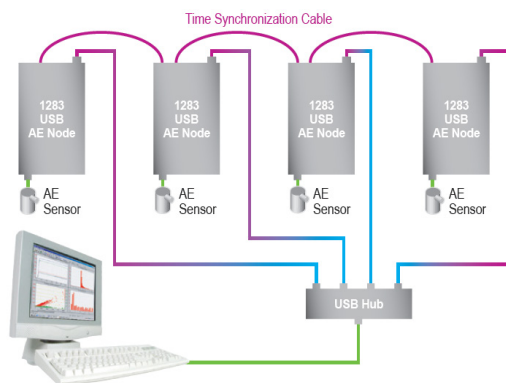 Time Synchronization Cable
1283
USB
AE Node
1283
USB
AE Node
1283
USB
AE Node
1283
USB
AE Node
AE
Sensor
AE
Sensor
AE
Sensor
AE
Sensor
USB Hub